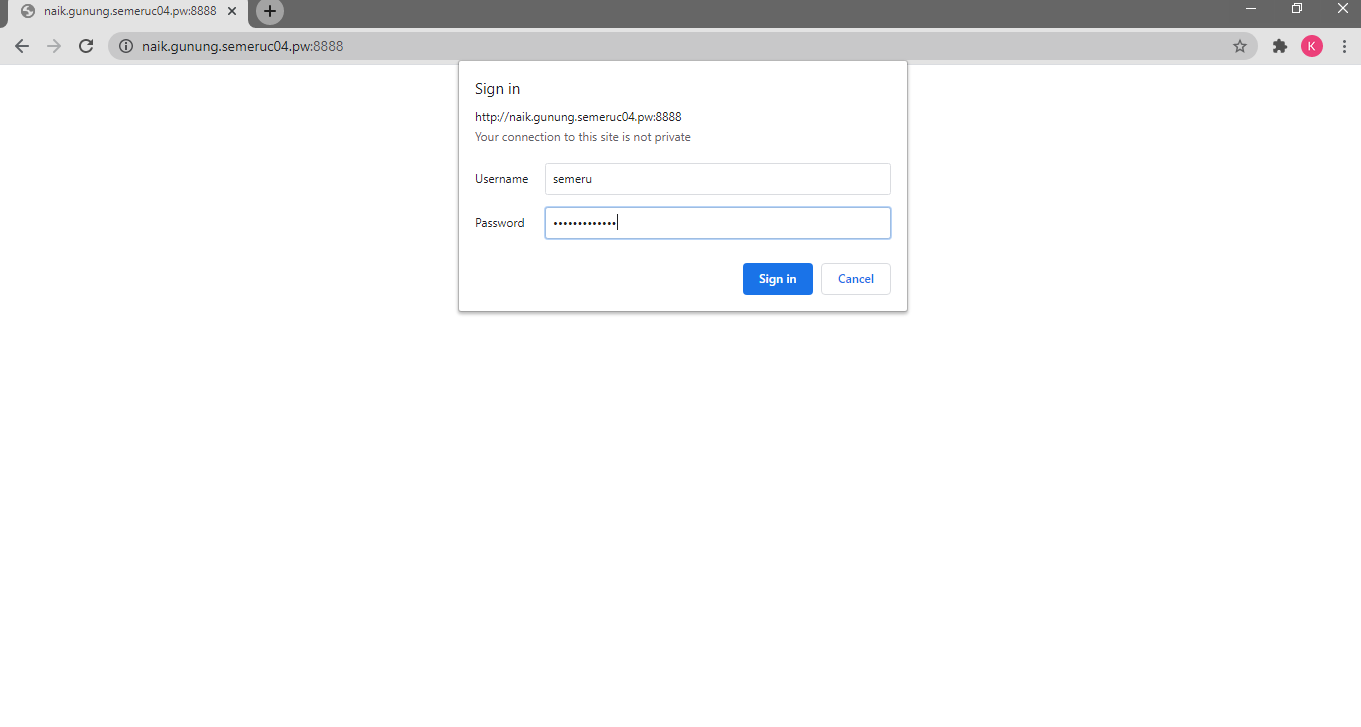 naik.gunung.semeruc04.pw:8888
naik.gunung.semeruc04.pw:8888
K
Sign in
http://naik.gunung.semeruc04.pw:8888
Your connection to this site is not private
Username
semeru
Password
•••••••••••••
Sign in
Cancel